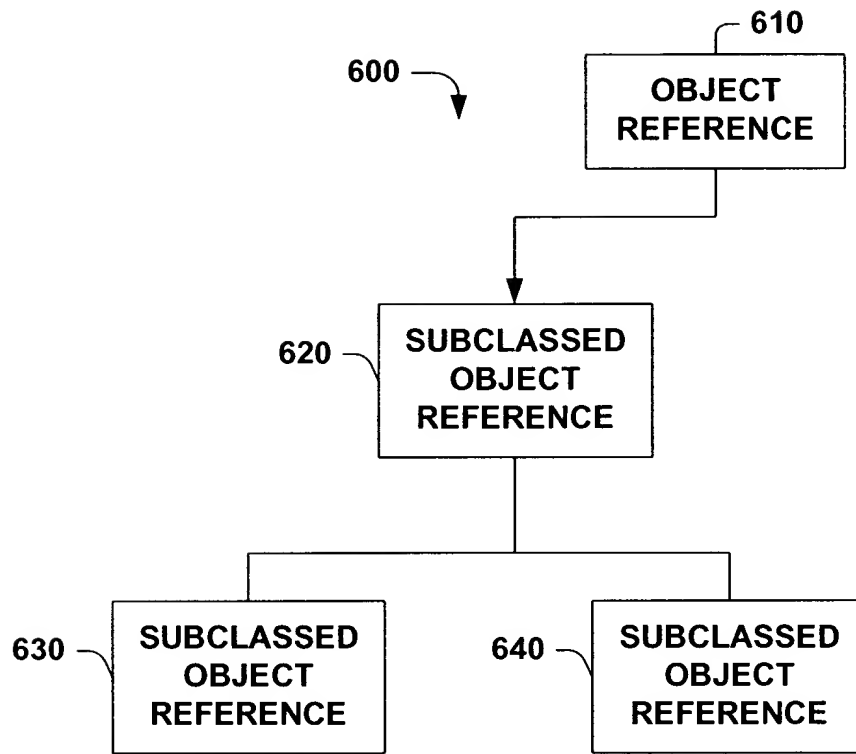 610
600
OBJECT
REFERENCE
620
SUBCLASSED
OBJECT
REFERENCE
630
SUBCLASSED
OBJECT
REFERENCE
640
SUBCLASSED
OBJECT
REFERENCE